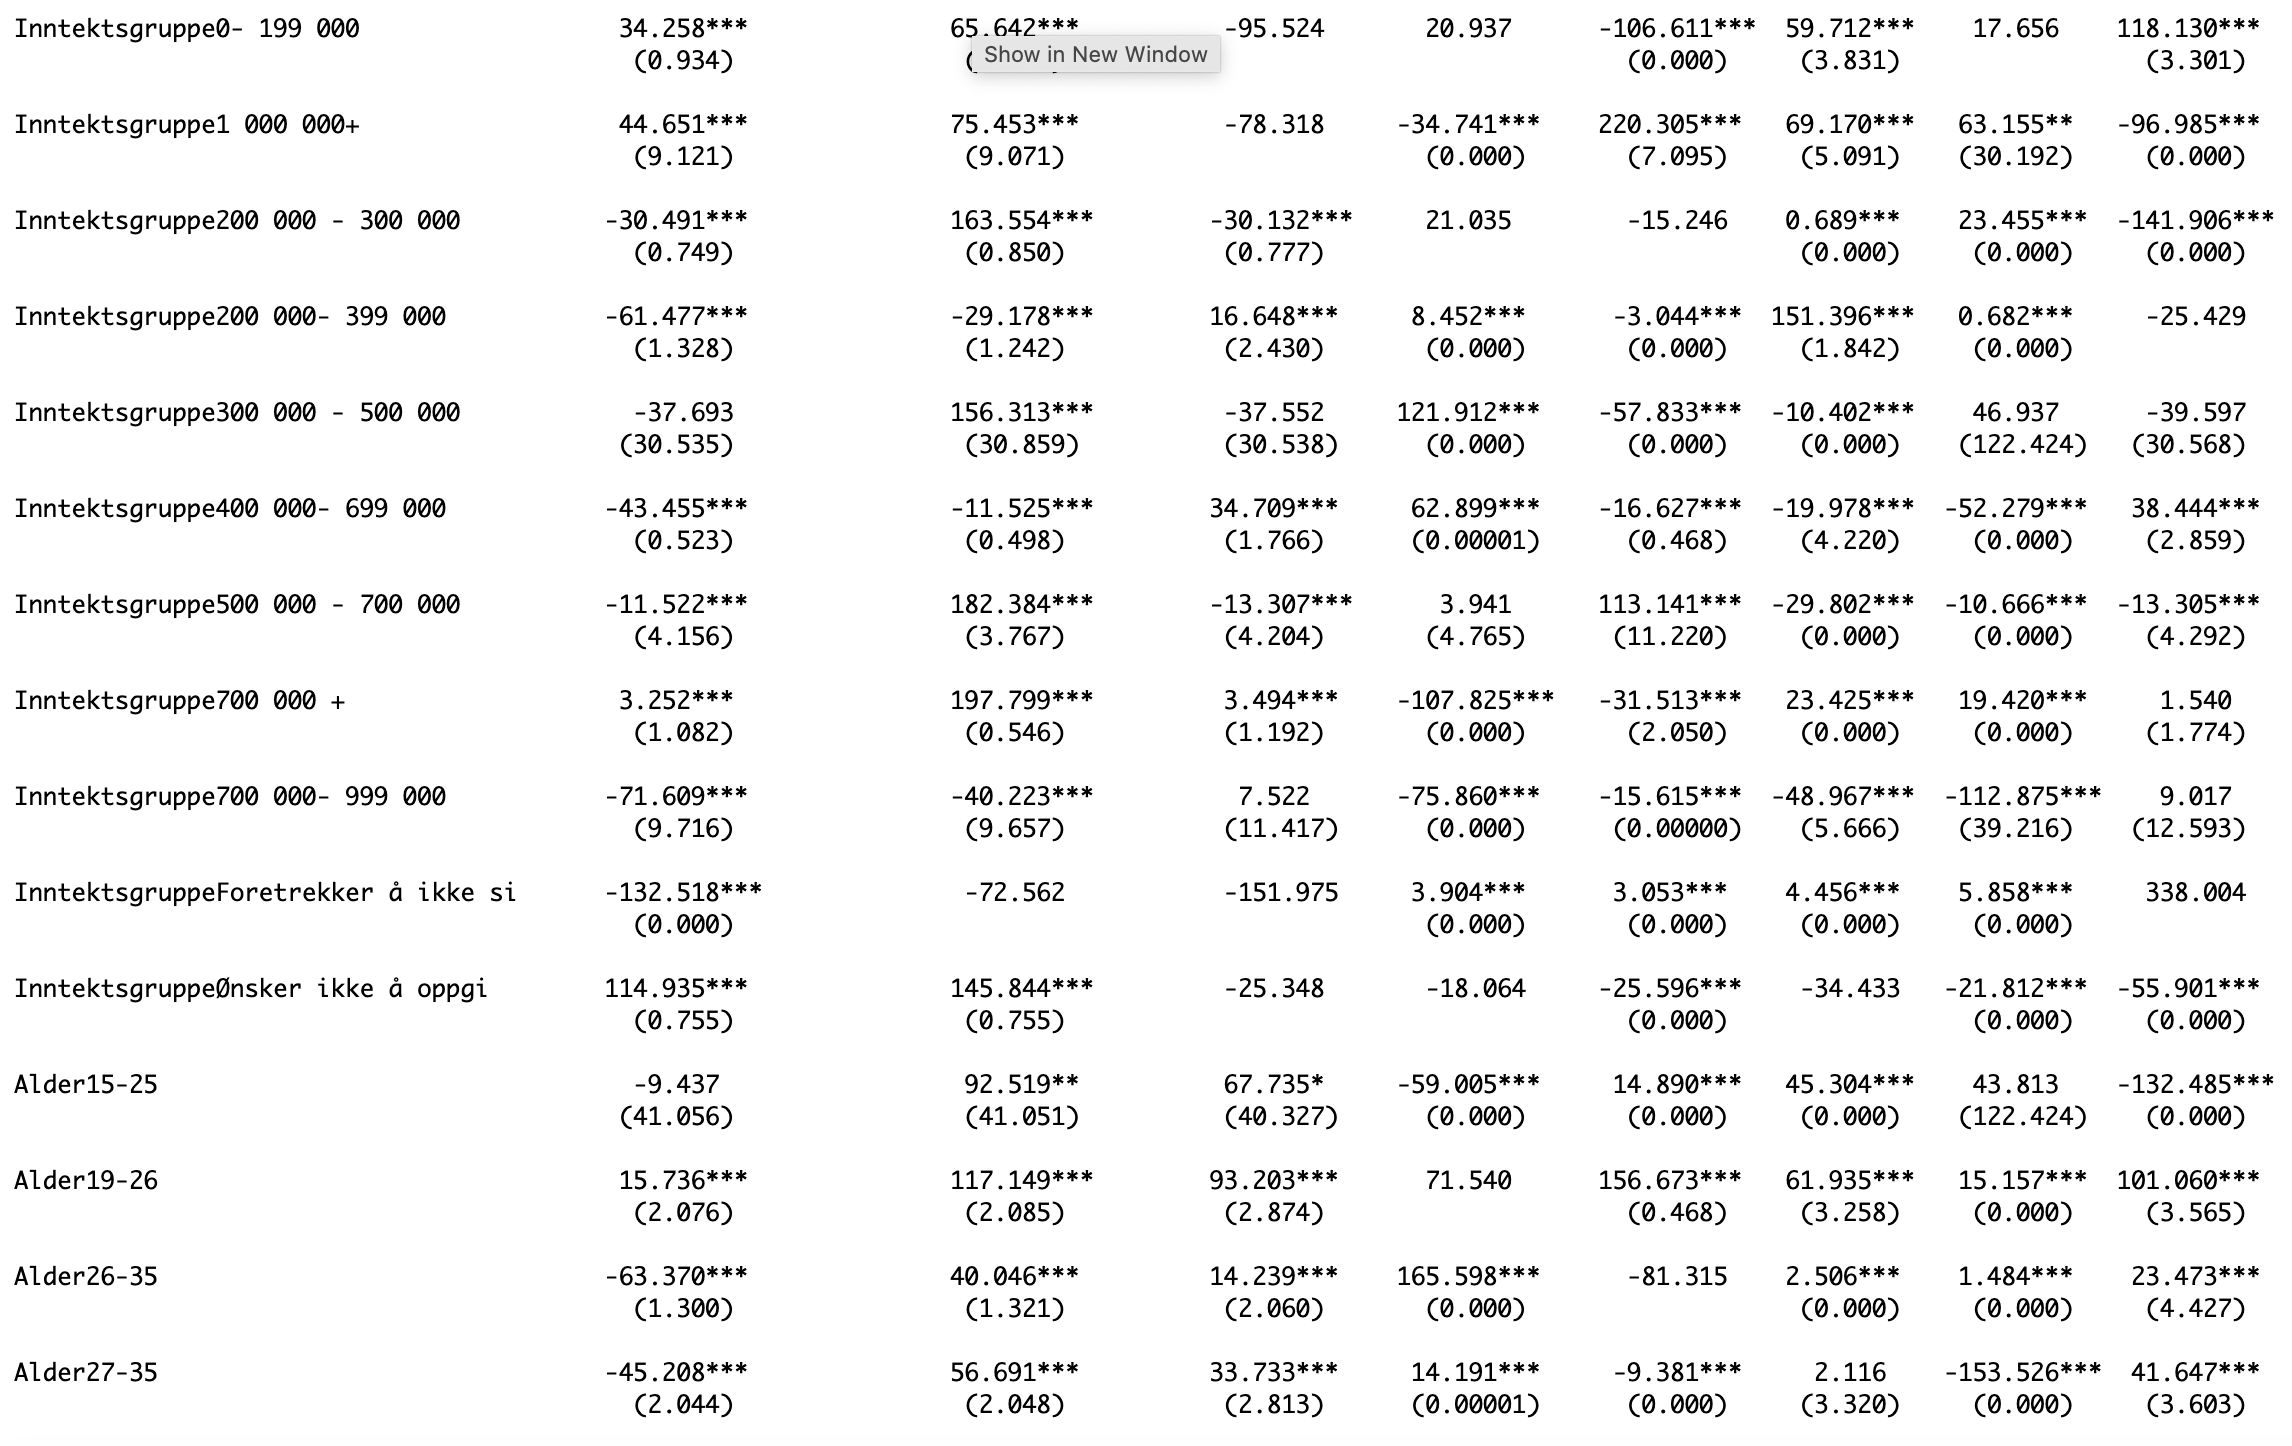 Inntektsgruppe0- 199 000 34.258*** 65.642*** -95.524 20.937 -106.611*** 59.712*** 17.656 118.130***
Show in New Window
(0.934) (0.000) (3.831) (3.301)
Inntektsgruppe1 000 000+ 44.651*** 75.453*** -78.318 -34.741*** 220.305*** 69.170*** 63.155** -96.985***
(9.121) (9.071) (0.000) (7.095) (5.091) (30.192) (0.000)
Inntektsgruppe200 000 - 300 000 -30.491*** 163.554*** -30.132*** 21.035 -15.246 0.689*** 23.455*** -141.906***
(0.749) (0.850) (0.777) (0.000) (0.000) (0.000)
Inntektsgruppe200 000- 399 000 -61.477*** -29.178*** 16.648*** 8.452*** -3.044*** 151.396*** 0.682*** -25.429
(1.328) (1.242) (2.430) (0.000) (0.000) (1.842) (0.000)
Inntektsgruppe300 000 - 500 000 -37.693 156.313*** -37.552 121.912*** -57.833*** -10.402*** 46.937 -39.597
(30.535) (30.859) (30.538) (0.000) (0.000) (0.000) (122.424) (30.568)
Inntektsgruppe400 000- 699 000 -43.455*** -11.525*** 34.709*** 62.899*** -16.627*** -19.978*** -52.279*** 38.444***
(0.523) (0.498) (1.766) (0.00001) (0.468) (4.220) (0.000) (2.859)
Inntektsgruppe500 000 - 700 000 -11.522*** 182.384*** -13.307*** 3.941 113.141*** -29.802*** -10.666*** -13.305***
(4.156) (3.767) (4.204) (4.765) (11.220) (0.000) (0.000) (4.292)
Inntektsgruppe700 000 + 3.252*** 197.799*** 3.494*** -107.825*** -31.513*** 23.425*** 19.420*** 1.540
(1.082) (0.546) (1.192) (0.000) (2.050) (0.000) (0.000) (1.774)
Inntektsgruppe700 000- 999 000 -71.609*** -40.223*** 7.522 -75.860*** -15.615*** -48.967*** -112.875*** 9.017
(9.716) (9.657) (11.417) (0.000) (0.00000) (5.666) (39.216) (12.593)
InntektsgruppeForetrekker å ikke si -132.518*** -72.562 -151.975 3.904*** 3.053*** 4.456*** 5.858*** 338.004
(0.000) (0.000) (0.000) (0.000) (0.000)
InntektsgruppeØnsker ikke å oppgi 114.935*** 145.844*** -25.348 -18.064 -25.596*** -34.433 -21.812*** -55.901***
(0.755) (0.755) (0.000) (0.000) (0.000)
Alder15-25 -9.437 92.519** 67.735* -59.005*** 14.890*** 45.304*** 43.813 -132.485***
(41.056) (41.051) (40.327) (0.000) (0.000) (0.000) (122.424) (0.000)
Alder19-26 15.736*** 117.149*** 93.203*** 71.540 156.673*** 61.935*** 15.157*** 101.060***
(2.076) (2.085) (2.874) (0.468) (3.258) (0.000) (3.565)
Alder26-35 -63.370*** 40.046*** 14.239*** 165.598*** -81.315 2.506*** 1.484*** 23.473***
(1.300) (1.321) (2.060) (0.000) (0.000) (0.000) (4.427)
Alder27-35 -45.208*** 56.691*** 33.733*** 14.191*** -9.381*** 2.116 -153.526*** 41.647***
(2.044) (2.048) (2.813) (0.00001) (0.000) (3.320) (0.000) (3.603)